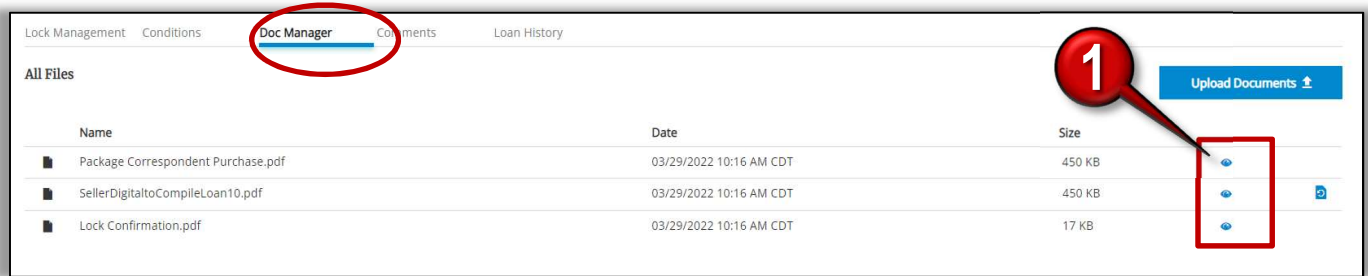 Lock Management Conditions Doc Manager Comments Loan History
All Files
1
Upload Documents
Name Date Size
Package Correspondent Purchase.pdf 03/29/2022 10:16 AM CDT 450 KB
SellerDigitaltoCompileLoan10.pdf 03/29/2022 10:16 AM CDT 450 KB
Lock Confirmation.pdf 03/29/2022 10:16 AM CDT 17 KB